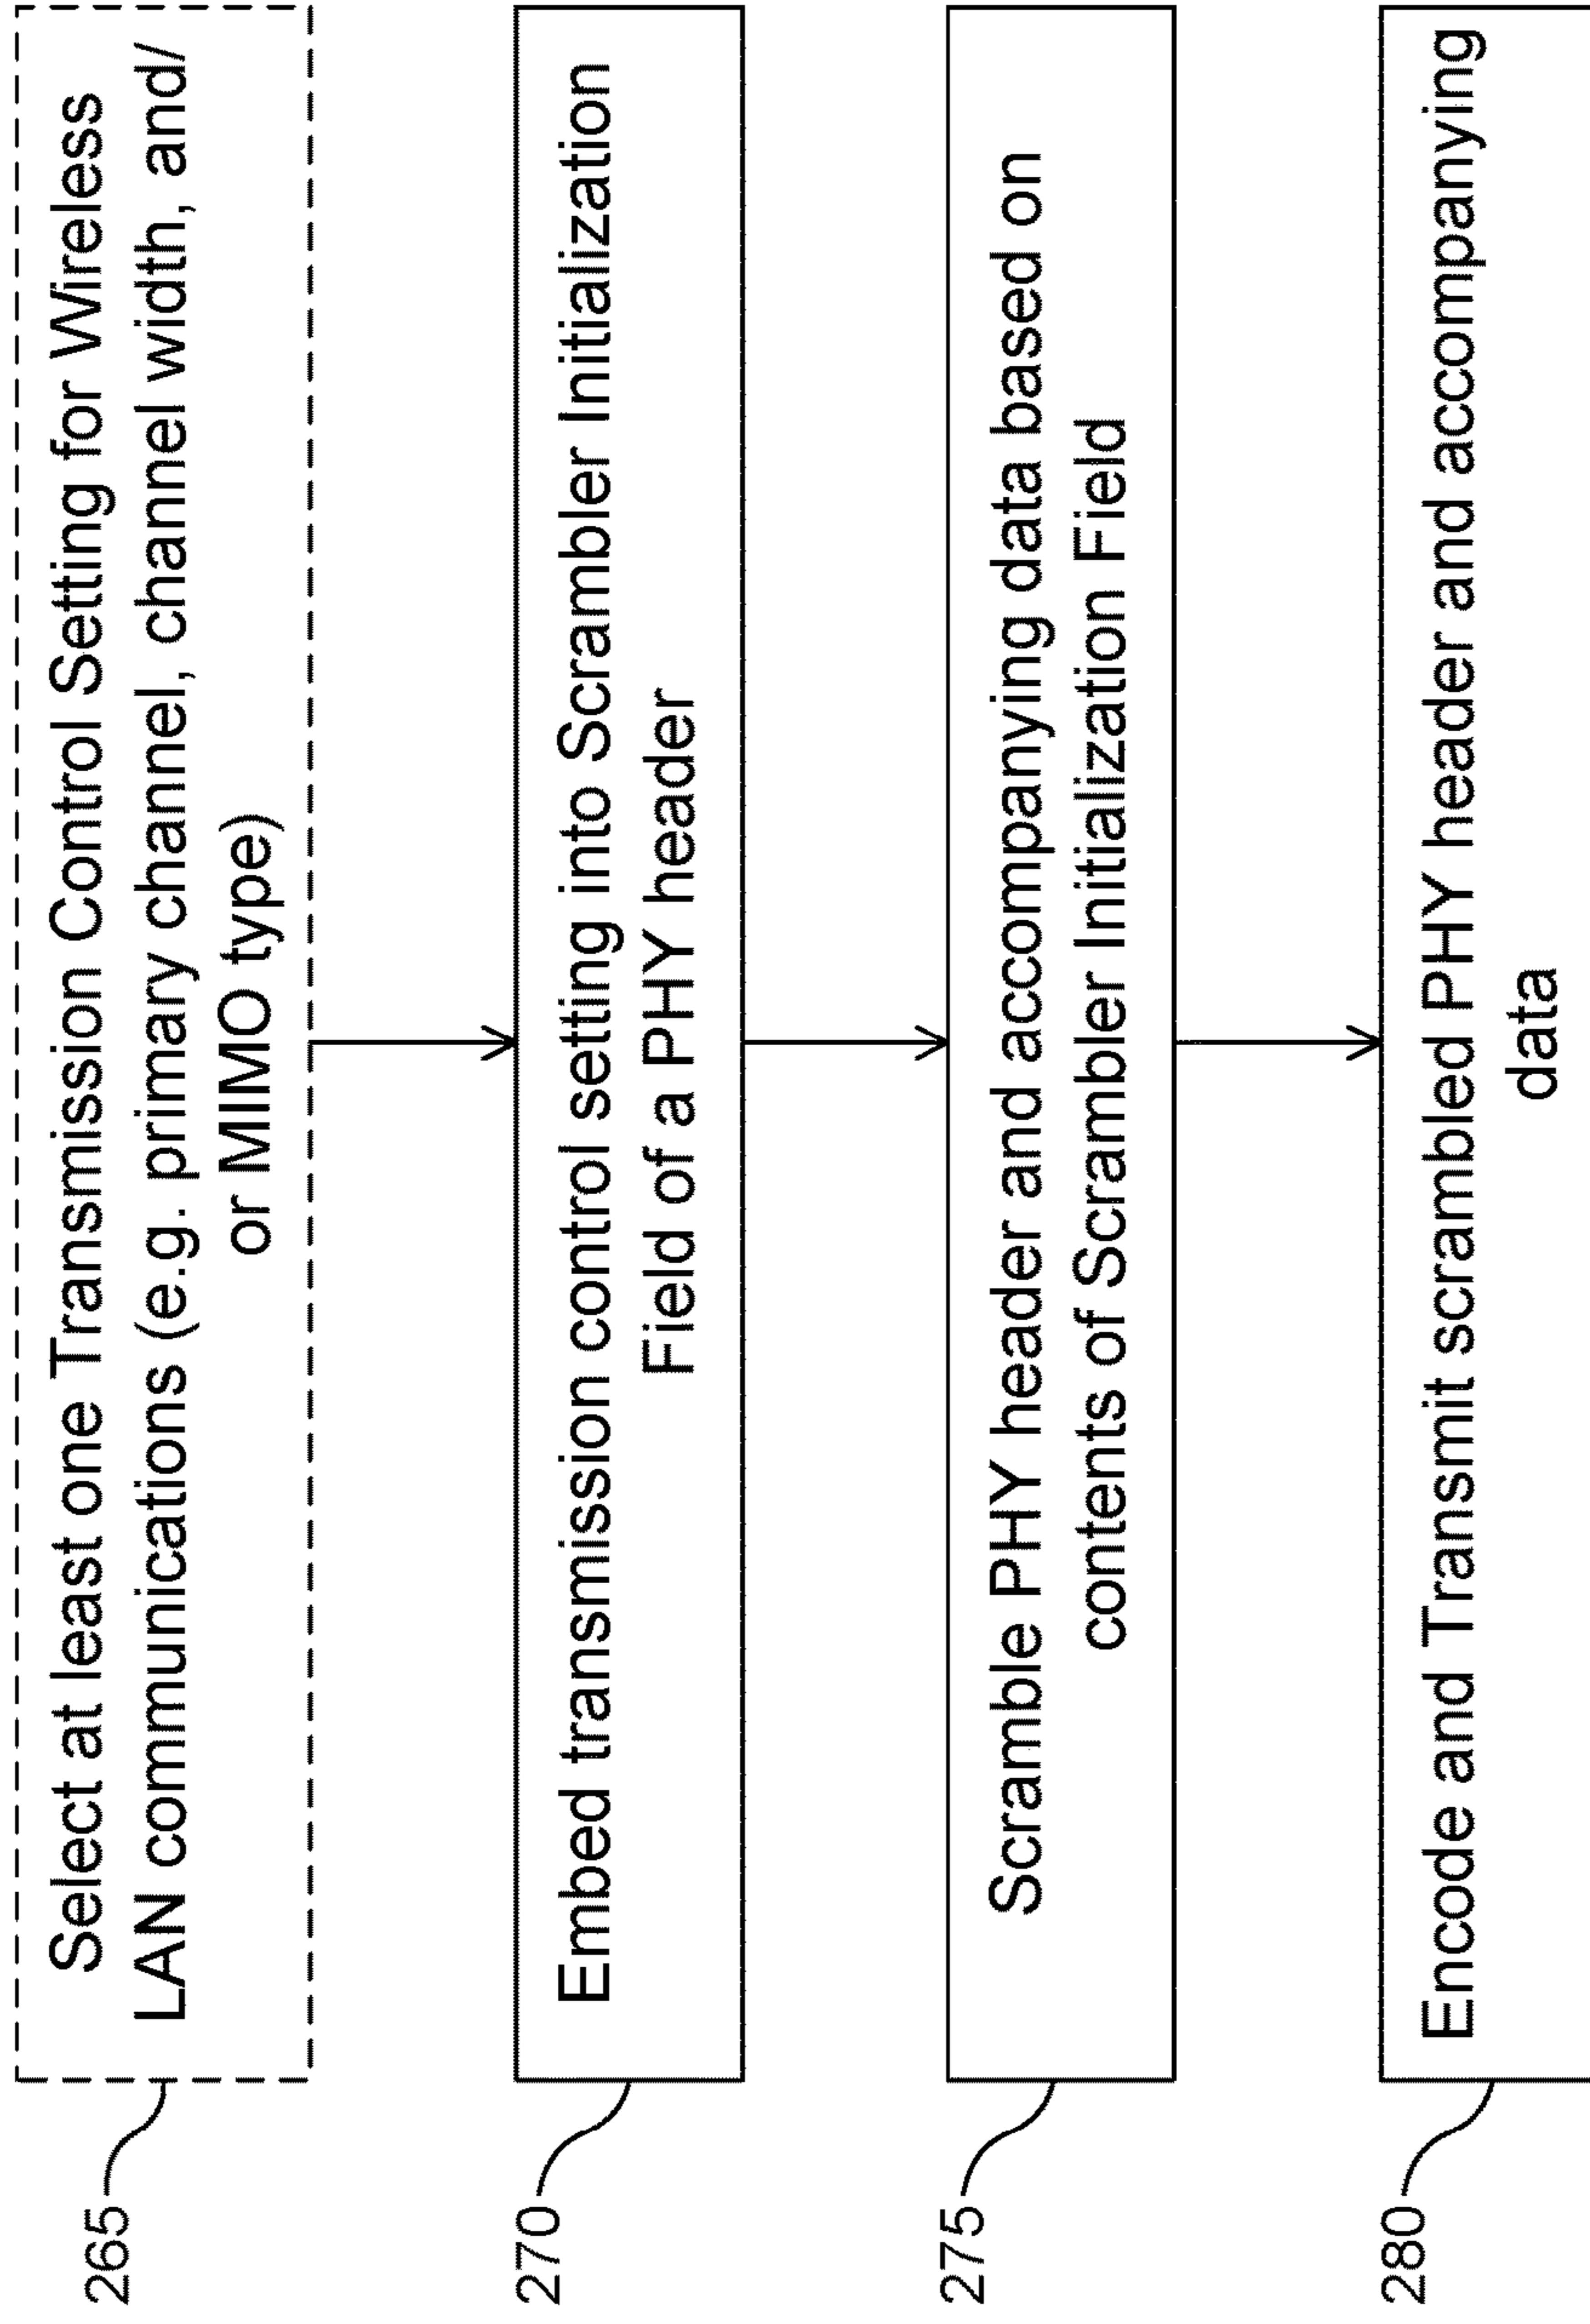 265
Select at least one Transmission Control Setting for Wireless
LAN communications (e.g. primary channel, channel width, and/
or MIMO type)
270
Embed transmission control setting into Scrambler Initialization
Field of a PHY header
275
Scramble PHY header and accompanying data based on
contents of Scrambler Initialization Field
280
Encode and Transmit scrambled PHY header and accompanying
data